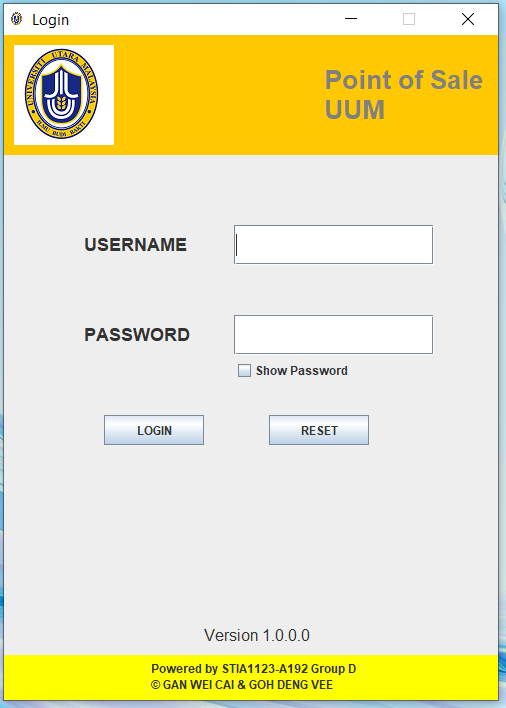 Login
UNIVERSITI UTARA MALAYSIA
ILMU BUDI BAKTI
Point of Sale
UUM
USERNAME
PASSWORD
Show Password
LOGIN
RESET
Version 1.0.0.0
Powered by STIA1123-A192 Group D
© GAN WEI CAI & GOH DENG VEE